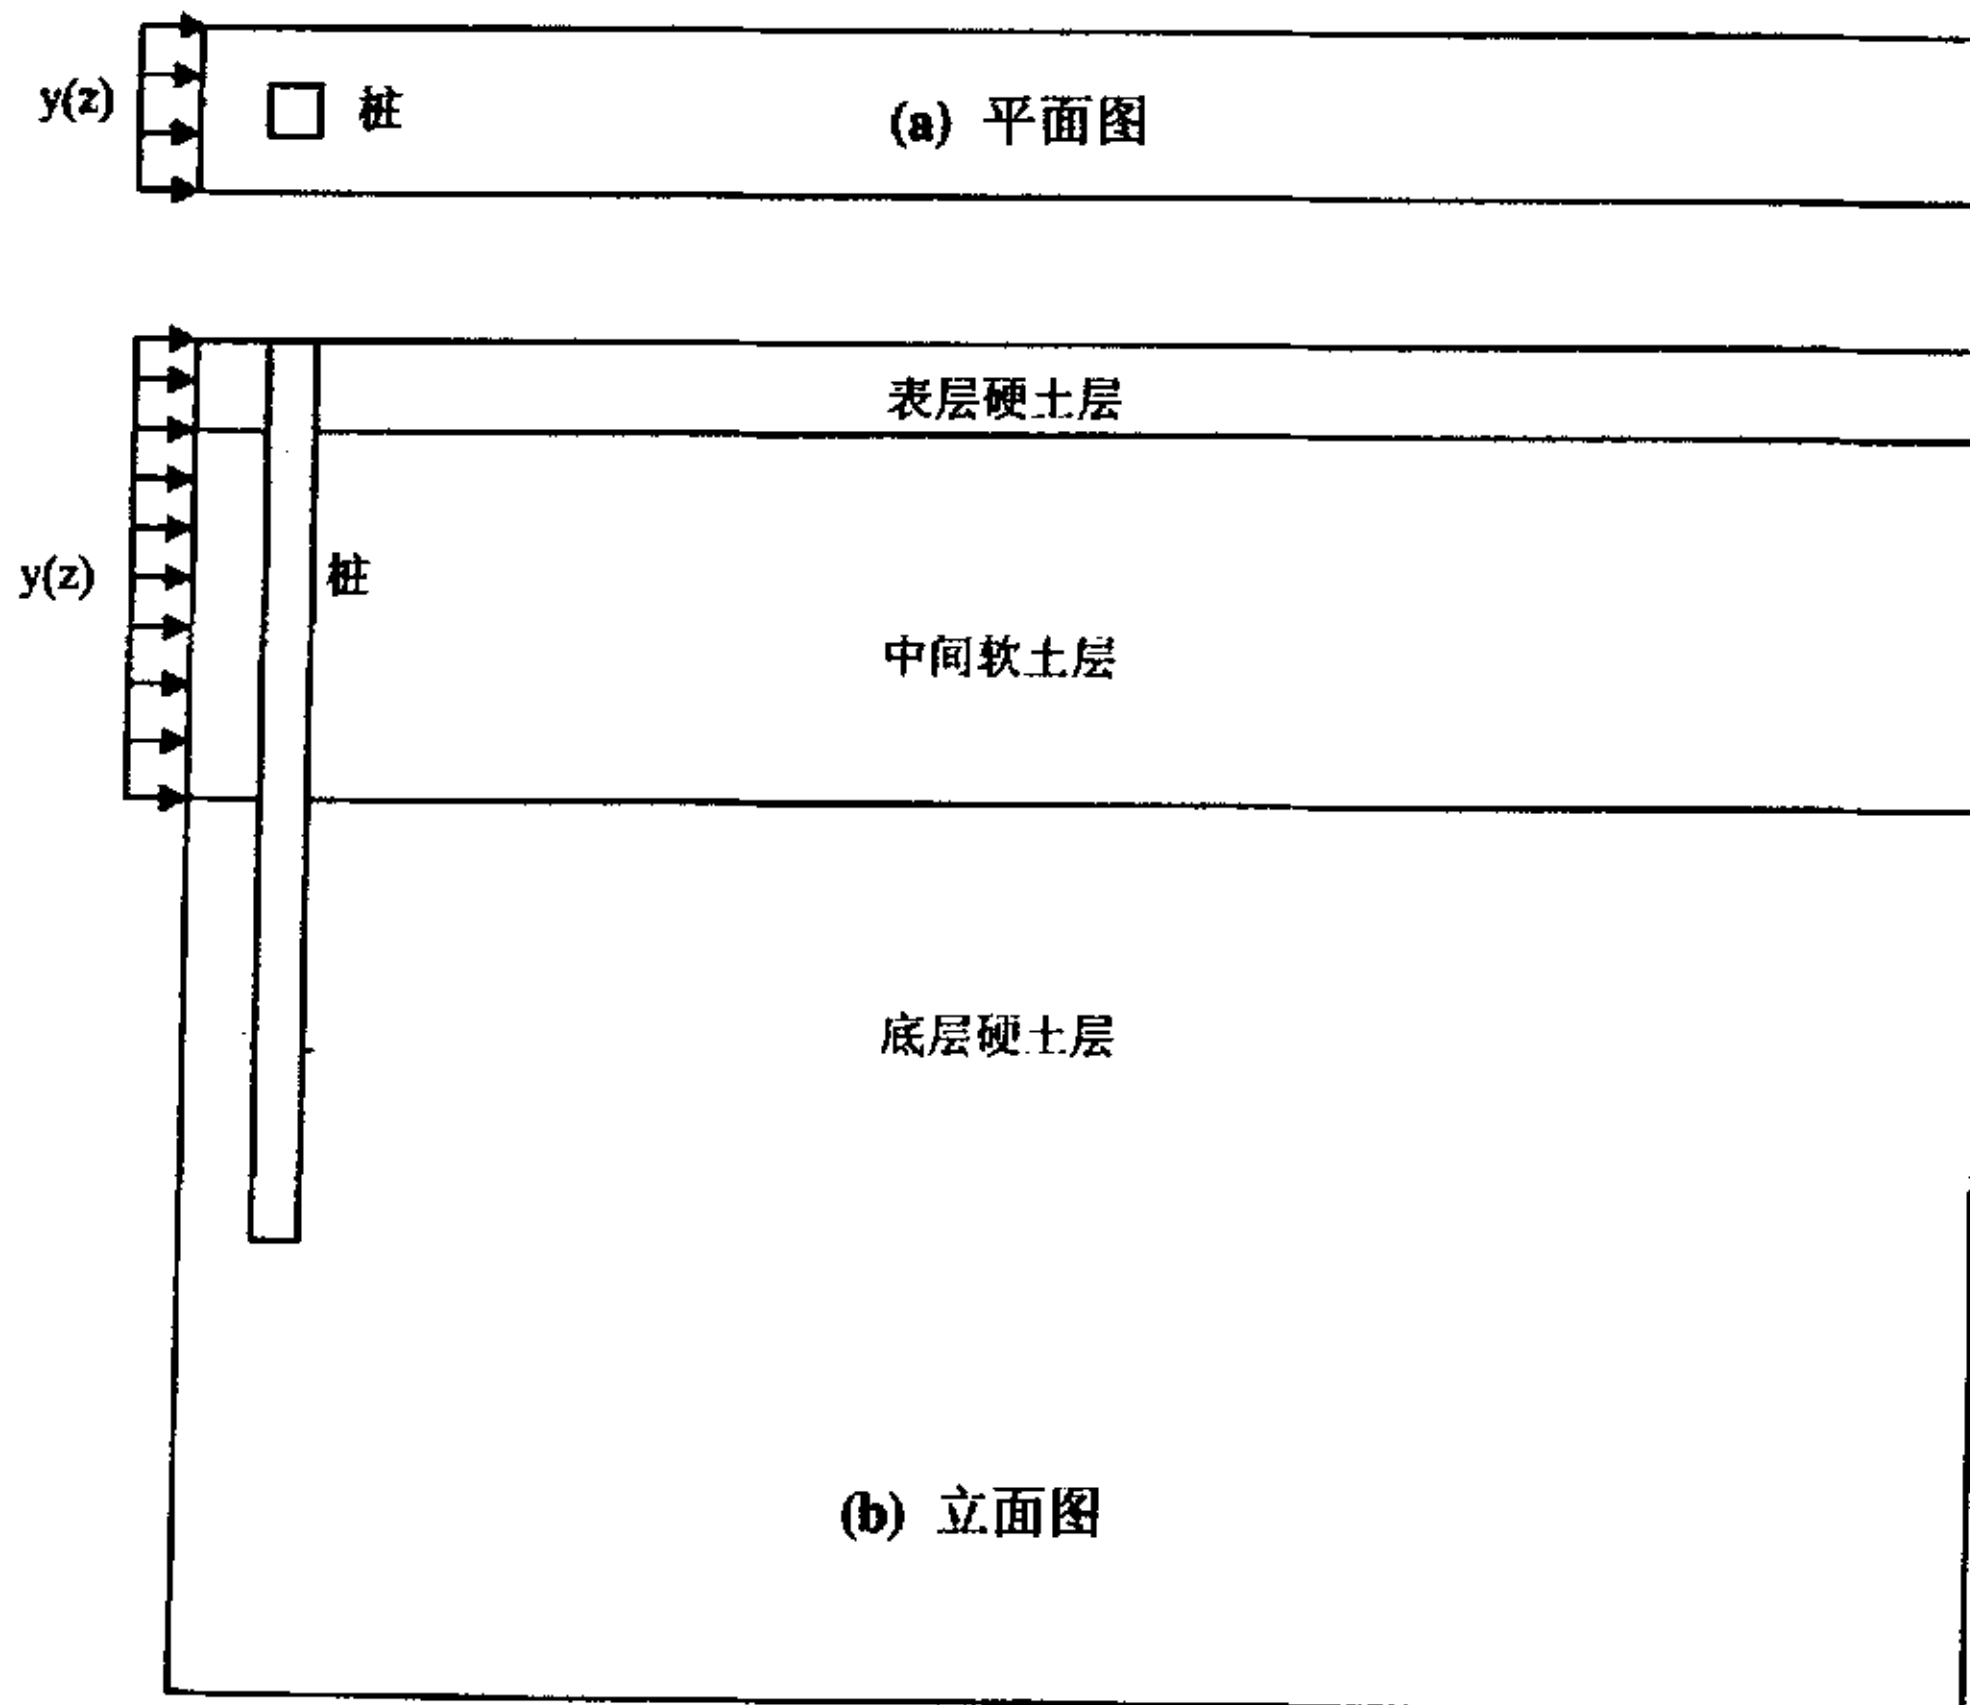 y(z)
桩
(a) 平面图
表层硬土层
y(z)
桩
中间软土层
底层硬土层
(b) 立面图